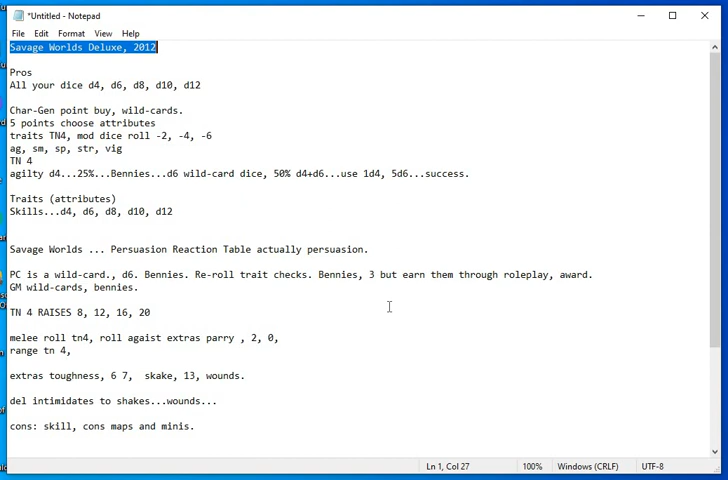 *Untitled - Notepad
File Edit Format View Help
Savage Worlds Deluxe, 2012
Pros
All your dice d4, d6, d8, d10, d12
Char-Gen point buy, wild-cards.
5 points choose attributes
traits TN4, mod dice roll -2, -4, -6
ag, sm, sp, str, vig
TN 4
agilty d4...25%...Bennies...d6 wild-card dice, 50% d4+d6...use 1d4, 5d6...success.
Traits (attributes)
Skills...d4, d6, d8, d10, d12
Savage Worlds ... Persuasion Reaction Table actually persuasion.
PC is a wild-card., d6. Bennies. Re-roll trait checks. Bennies, 3 but earn them through roleplay, award.
GM wild-cards, bennies.
TN 4 RAISES 8, 12, 16, 20
melee roll tn4, roll agaist extras parry , 2, 0,
range tn 4,
extras toughness, 6 7,  skake, 13, wounds.
del intimidates to shakes...wounds...
cons: skill, cons maps and minis.
Ln 1, Col 27 100% Windows (CRLF) UTF-8